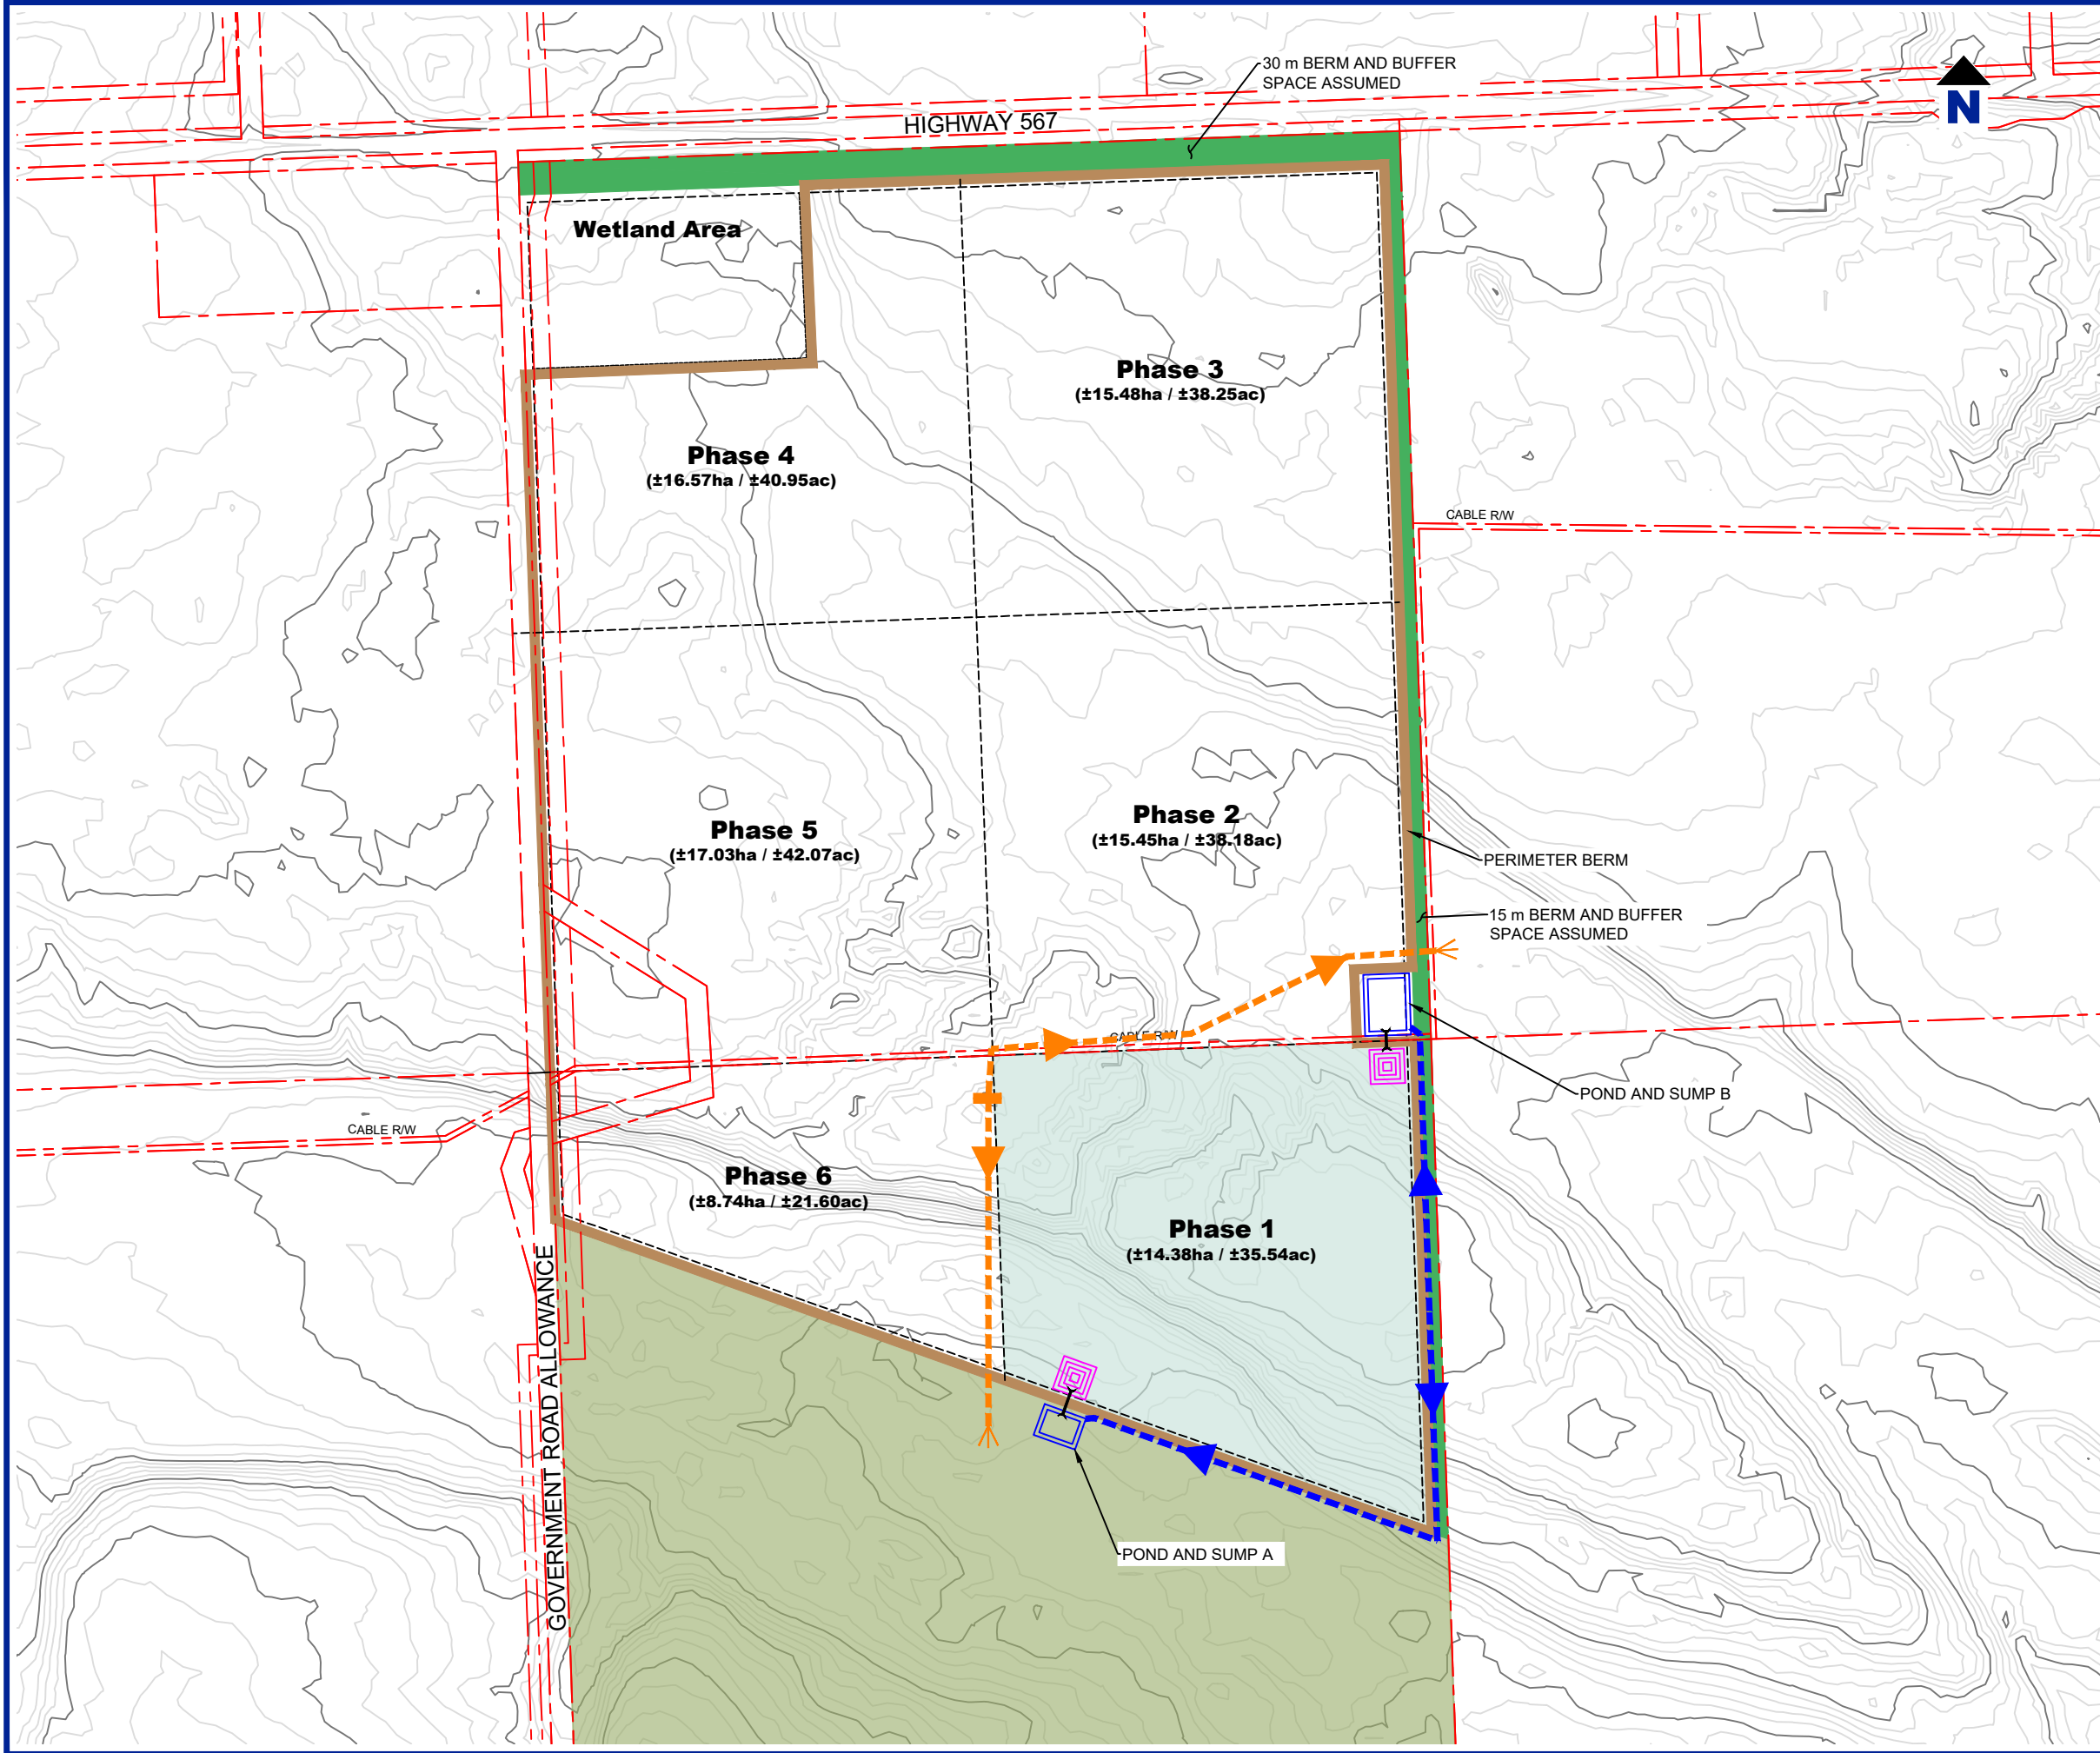 30 m BERM AND BUFFER
SPACE ASSUMED
N
HIGHWAY 567
Wetland Area
Phase 3
(±15.48ha / ±38.25ac)
Phase 4
(±16.57ha / ±40.95ac)
CABLE R/W
Phase 2
(±15.45ha / ±38.18ac)
Phase 5
(±17.03ha / ±42.07ac)
PERIMETER BERM
15 m BERM AND BUFFER
SPACE ASSUMED
CABLE R/W
POND AND SUMP B
CABLE R/W
Phase 6
(±8.74ha / ±21.60ac)
Phase 1
(±14.38ha / ±35.54ac)
GOVERNMENT ROAD ALLOWANCE
POND AND SUMP A